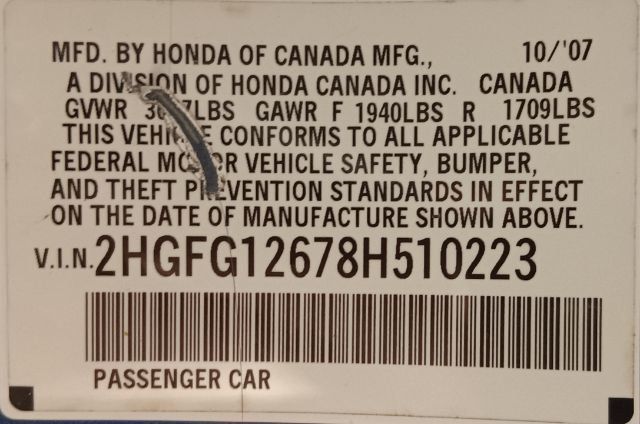 MFD. BY HONDA OF CANADA MFG., 10/'07
A DIVISION OF HONDA CANADA INC. CANADA
GVWR LBS GAWR F 1940LBS R 1709LBS
THIS VEHICLE CONFORMS TO ALL APPLICABLE
FEDERAL MOTOR VEHICLE SAFETY, BUMPER,
AND THEFT PREVENTION STANDARDS IN EFFECT
ON THE DATE OF MANUFACTURE SHOWN ABOVE.
V.I.N. 2HGFG12678H510223
PASSENGER CAR